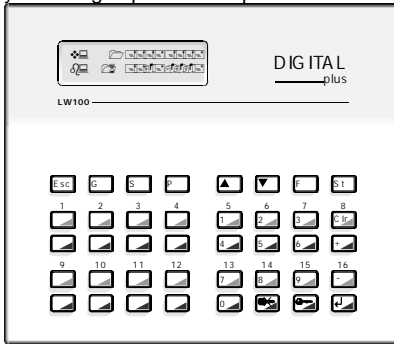 DIGITAL
plus
LW100
Esc G S P F St
1 2 3 4 5 6 7 8
1 2 3 Clr
4 5 6 +
9 10 11 12 13 14 15 16
7 8 9 -
0